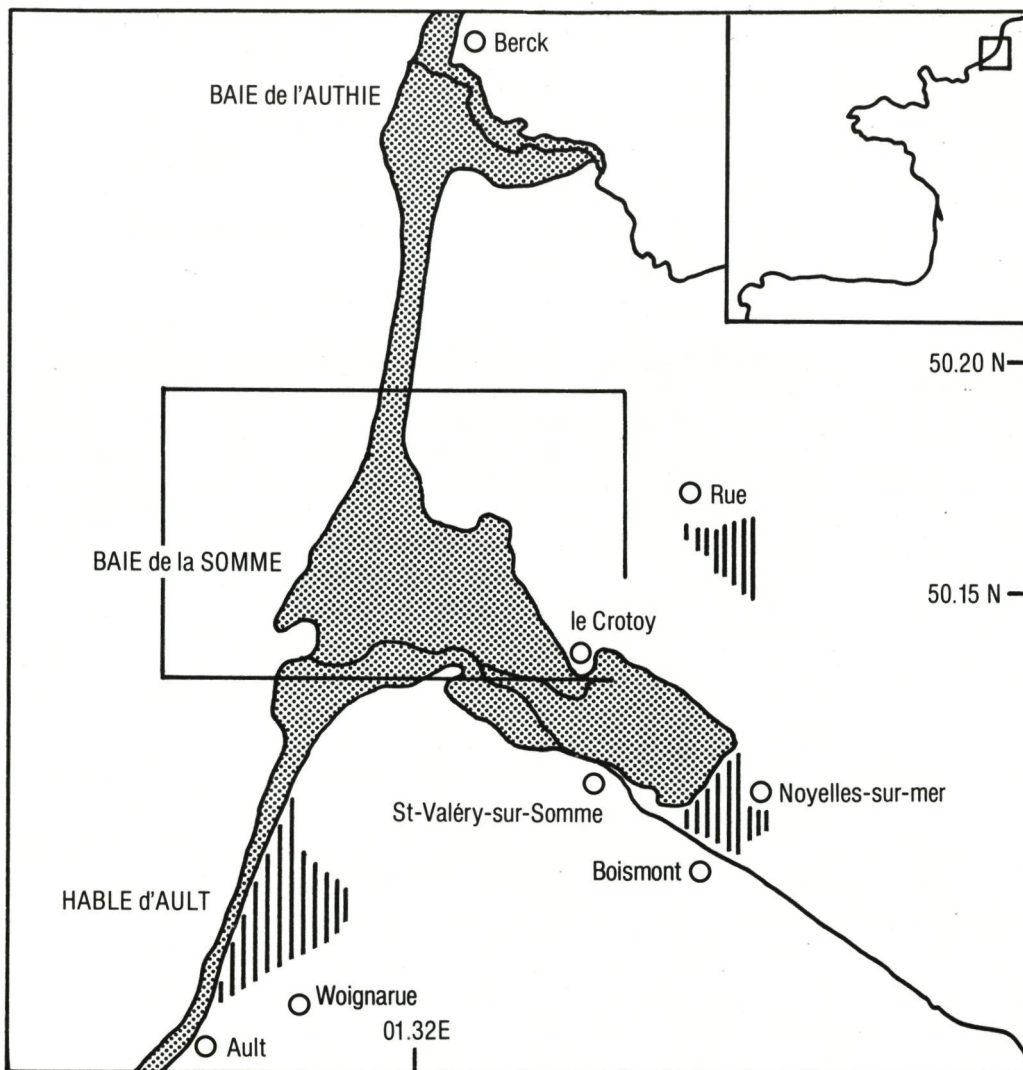 Berck
BAIE de l'AUTHIE
50.20 N
Rue
BAIE de la SOMME
50.15 N
le Crotoy
Noyelles-sur-mer
St-Valéry-sur-Somme
Boismont
HABLE d'AULT
Woignarue
01.32E
Ault